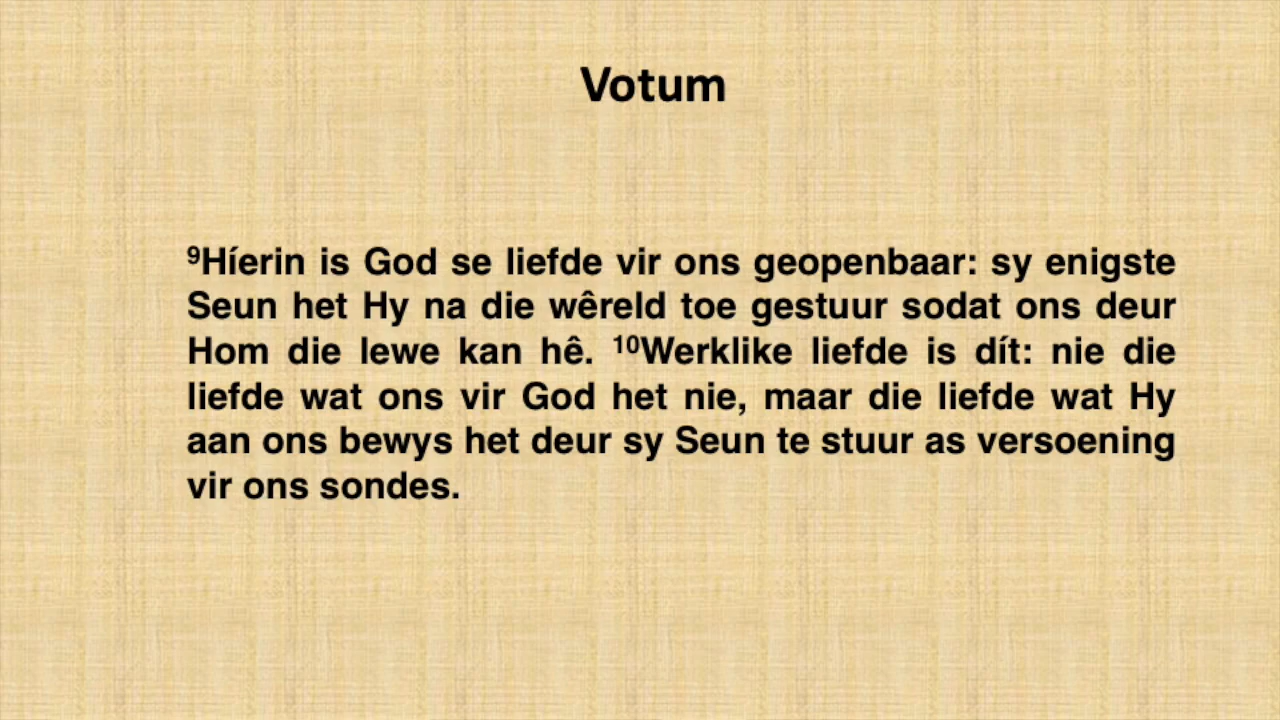 Votum
⁹Híerin is God se liefde vir ons geopenbaar: sy enigste
Seun het Hy na die wêreld toe gestuur sodat ons deur
Hom die lewe kan hê. ¹⁰Werklike liefde is dít: nie die
liefde wat ons vir God het nie, maar die liefde wat Hy
aan ons bewys het deur sy Seun te stuur as versoening
vir ons sondes.